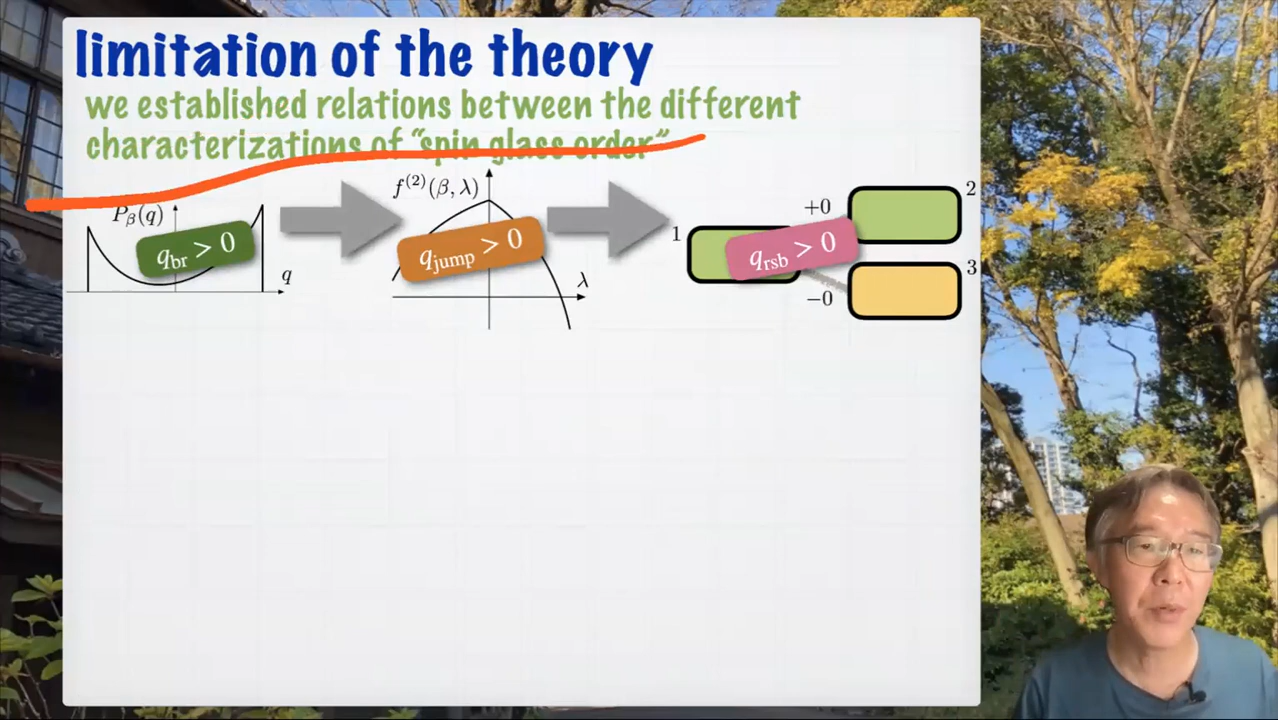 limitation of the theory
we established relations between the different
characterizations of “spin glass order”
P_β(q)
q_br > 0
q
f^(2)(β, λ)
q_jump > 0
λ
1
+0
2
q_rsb > 0
−0
3